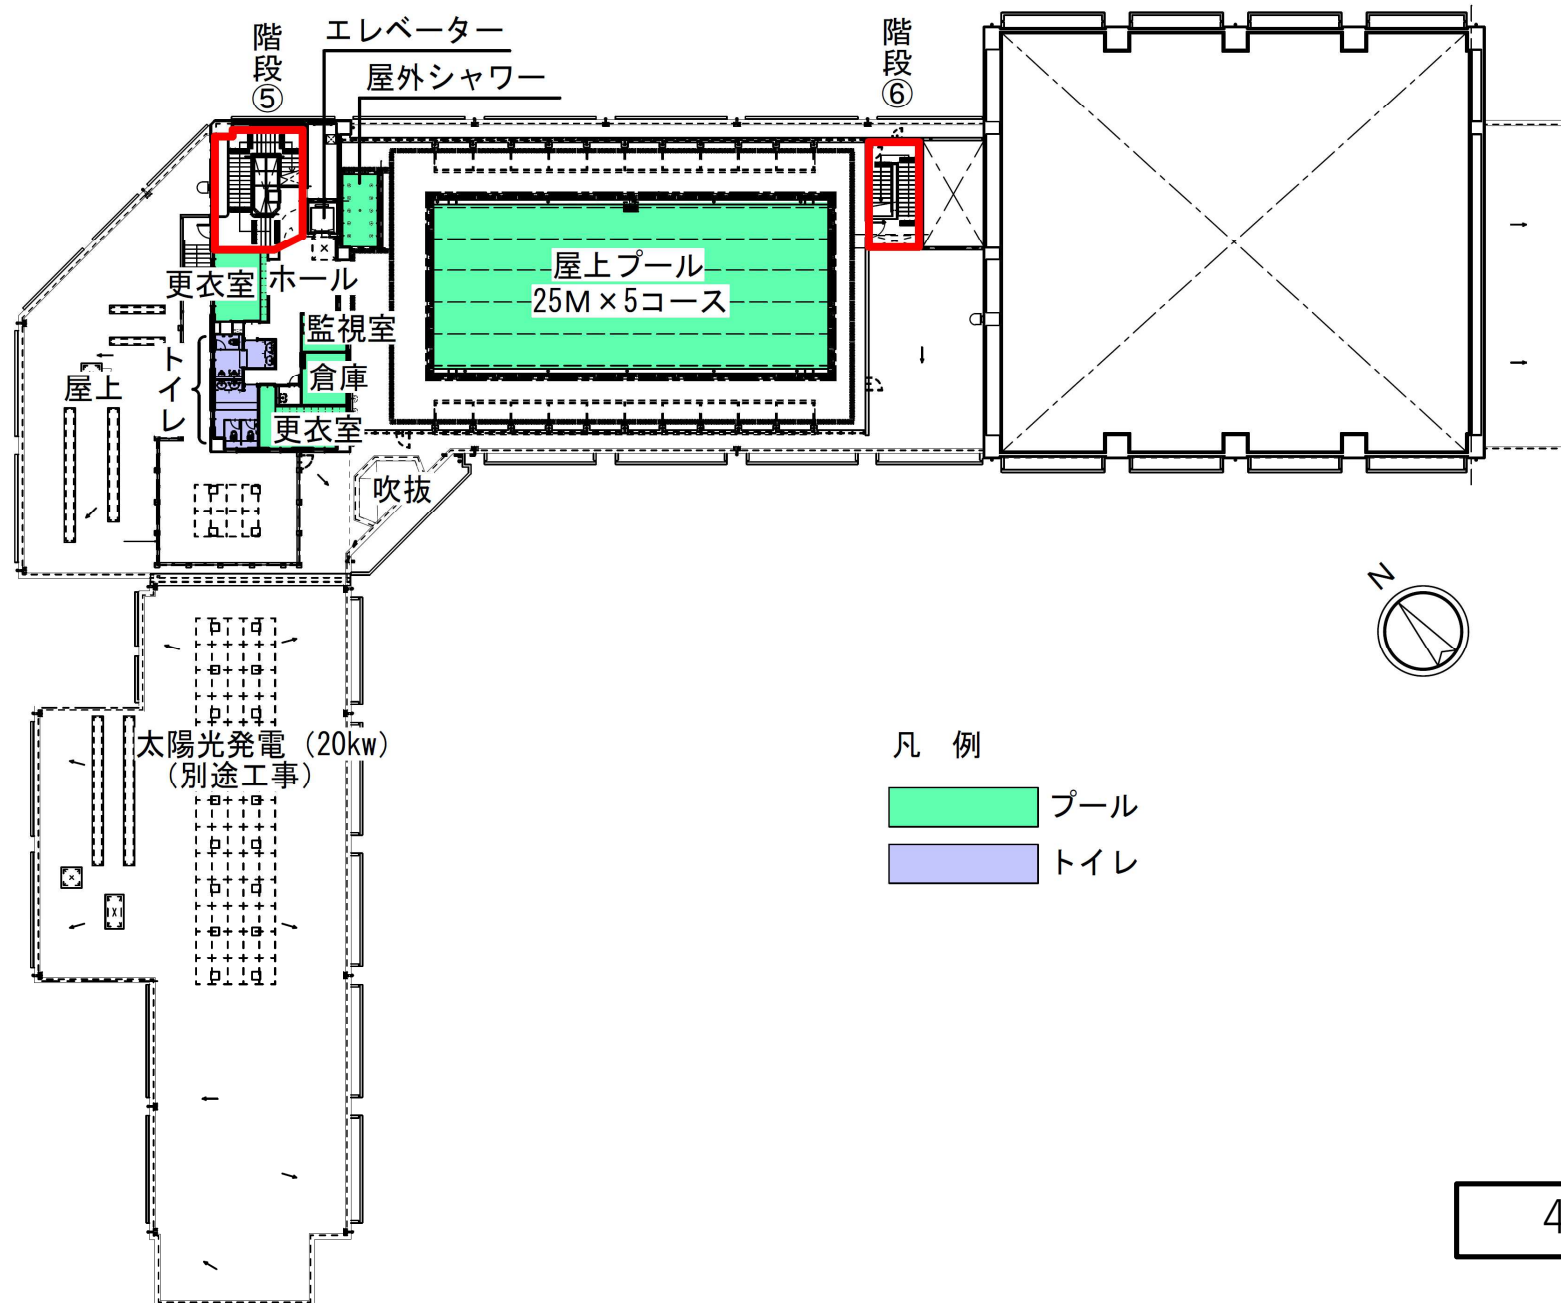 エレベーター
屋外シャワー
階段⑤
階段⑥
更衣室
ホール
屋上プール
25M×5コース
監視室
トイレ
倉庫
屋上
更衣室
吹抜
N
太陽光発電（20kw）
（別途工事）
凡　例
プール
トイレ
4